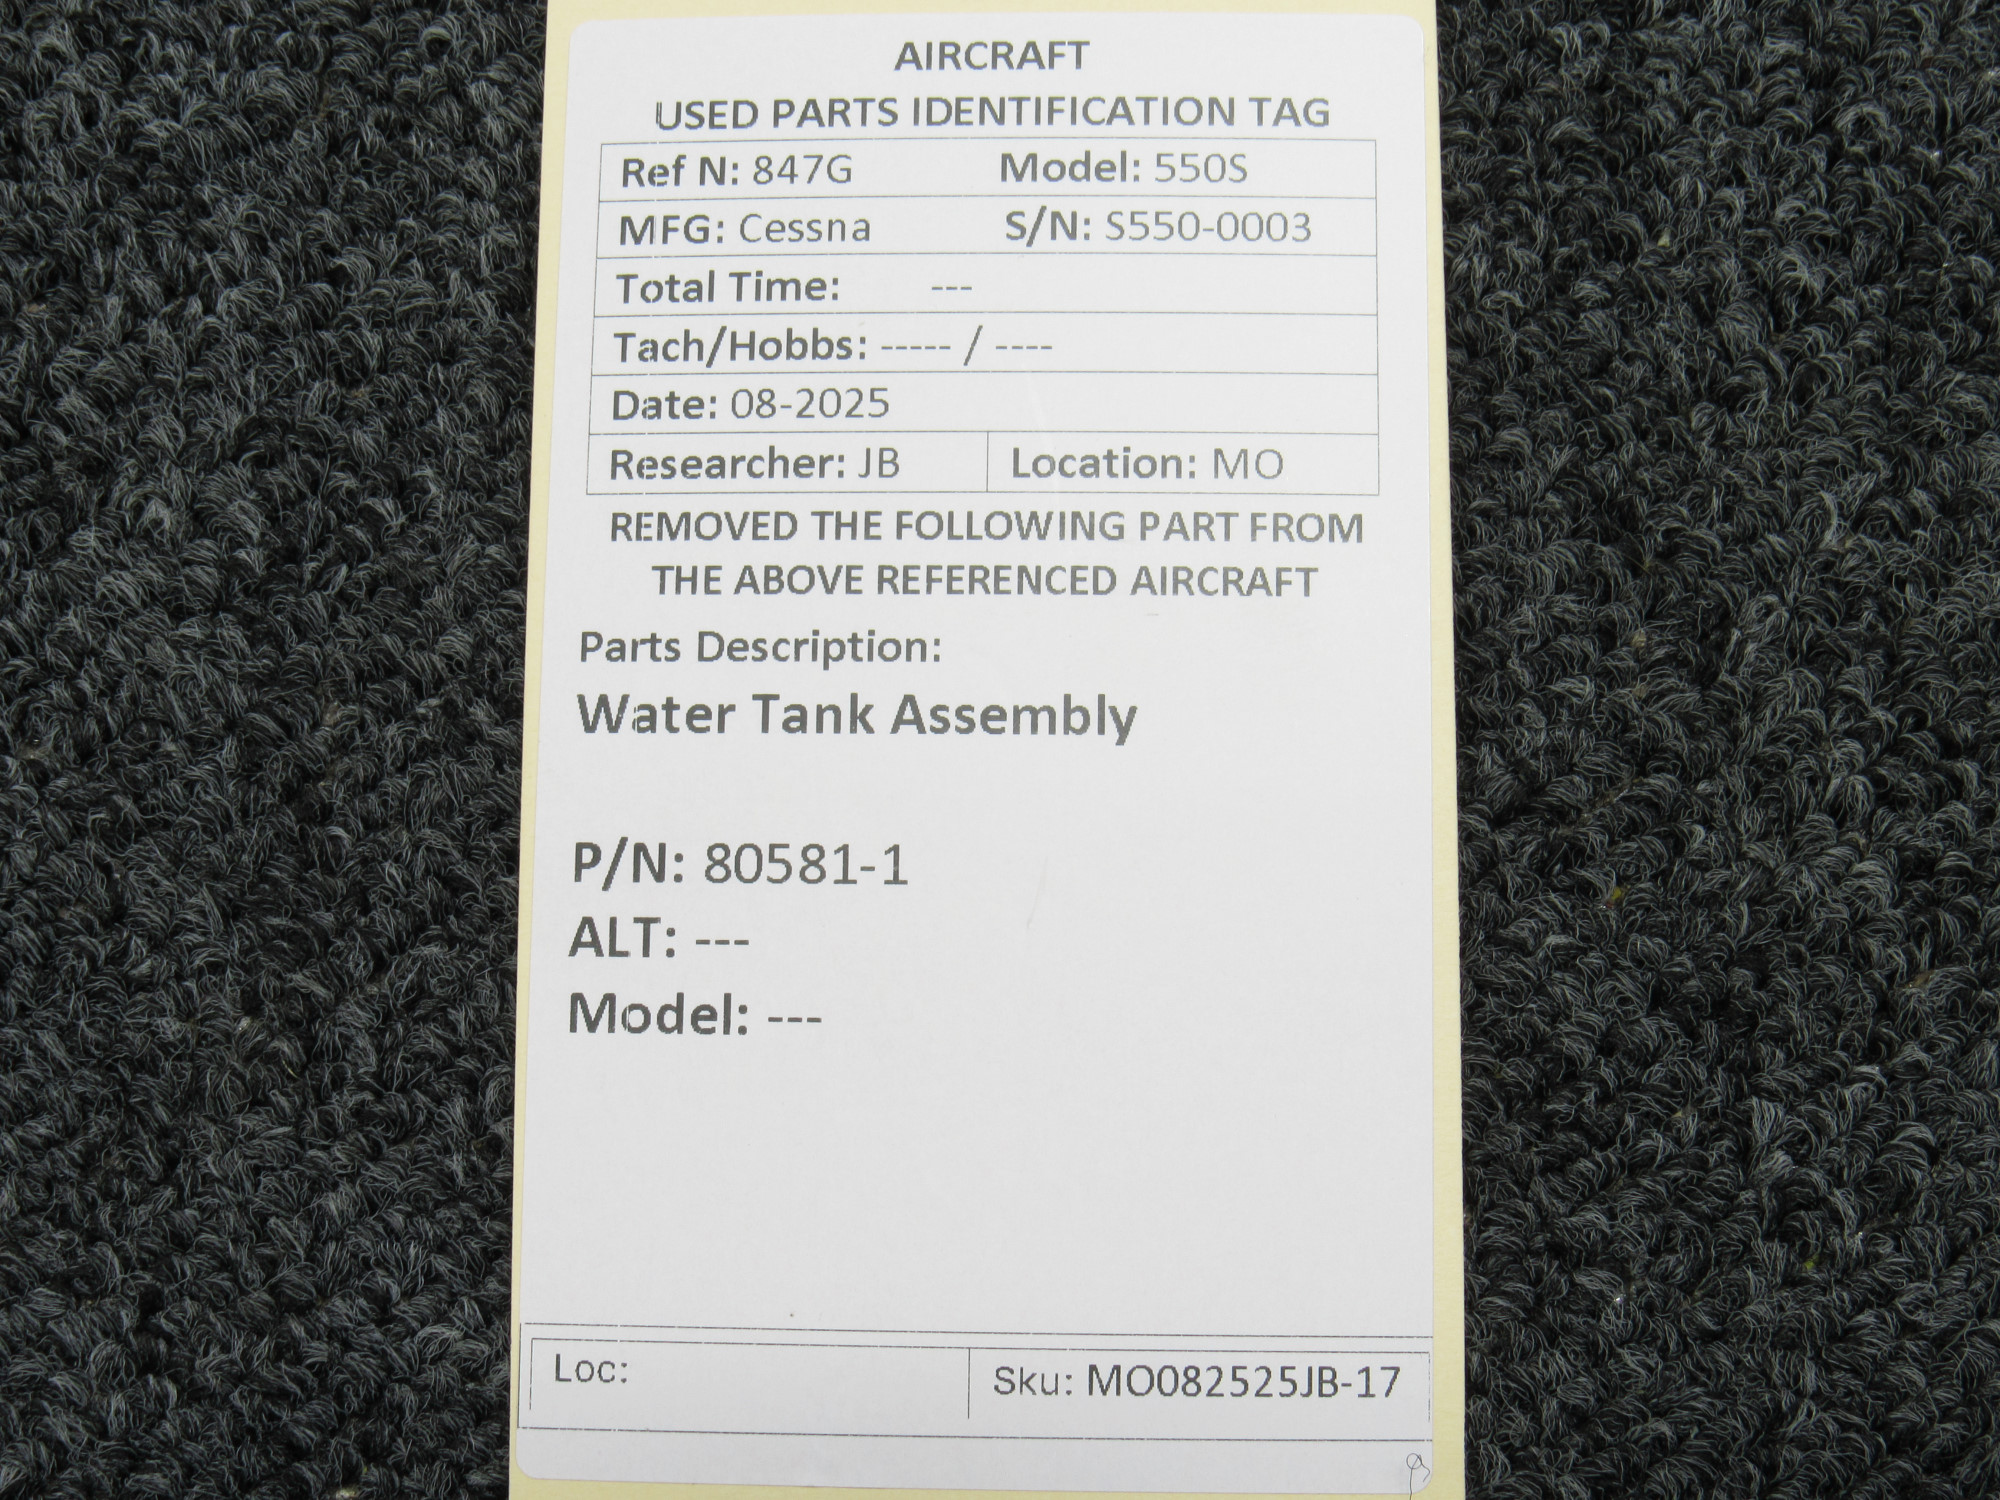 AIRCRAFT
USED PARTS IDENTIFICATION TAG
Ref N: 847G Model: 550S
MFG: Cessna S/N: S550-0003
Total Time: ---
Tach/Hobbs: ----- / ----
Date: 08-2025
Researcher: JB Location: MO
REMOVED THE FOLLOWING PART FROM
THE ABOVE REFERENCED AIRCRAFT
Parts Description:
Water Tank Assembly
P/N: 80581-1
ALT: ---
Model: ---
Loc: Sku: MO082525JB-17